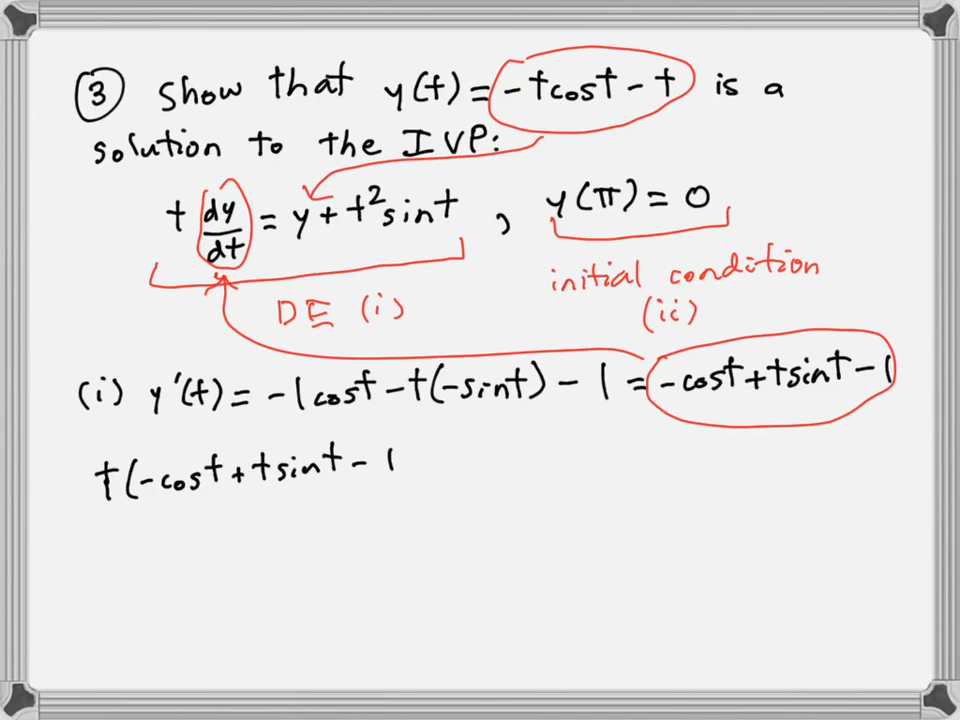 ③ Show that y(t) = -tcost - t is a
solution to the IVP:
t dy/dt = y + t²sint , y(π) = 0
initial condition
DE (i) (ii)
(i) y'(t) = -1cost - t(-sint) - 1 = -cost + tsint - 1
t(-cost + tsint - 1